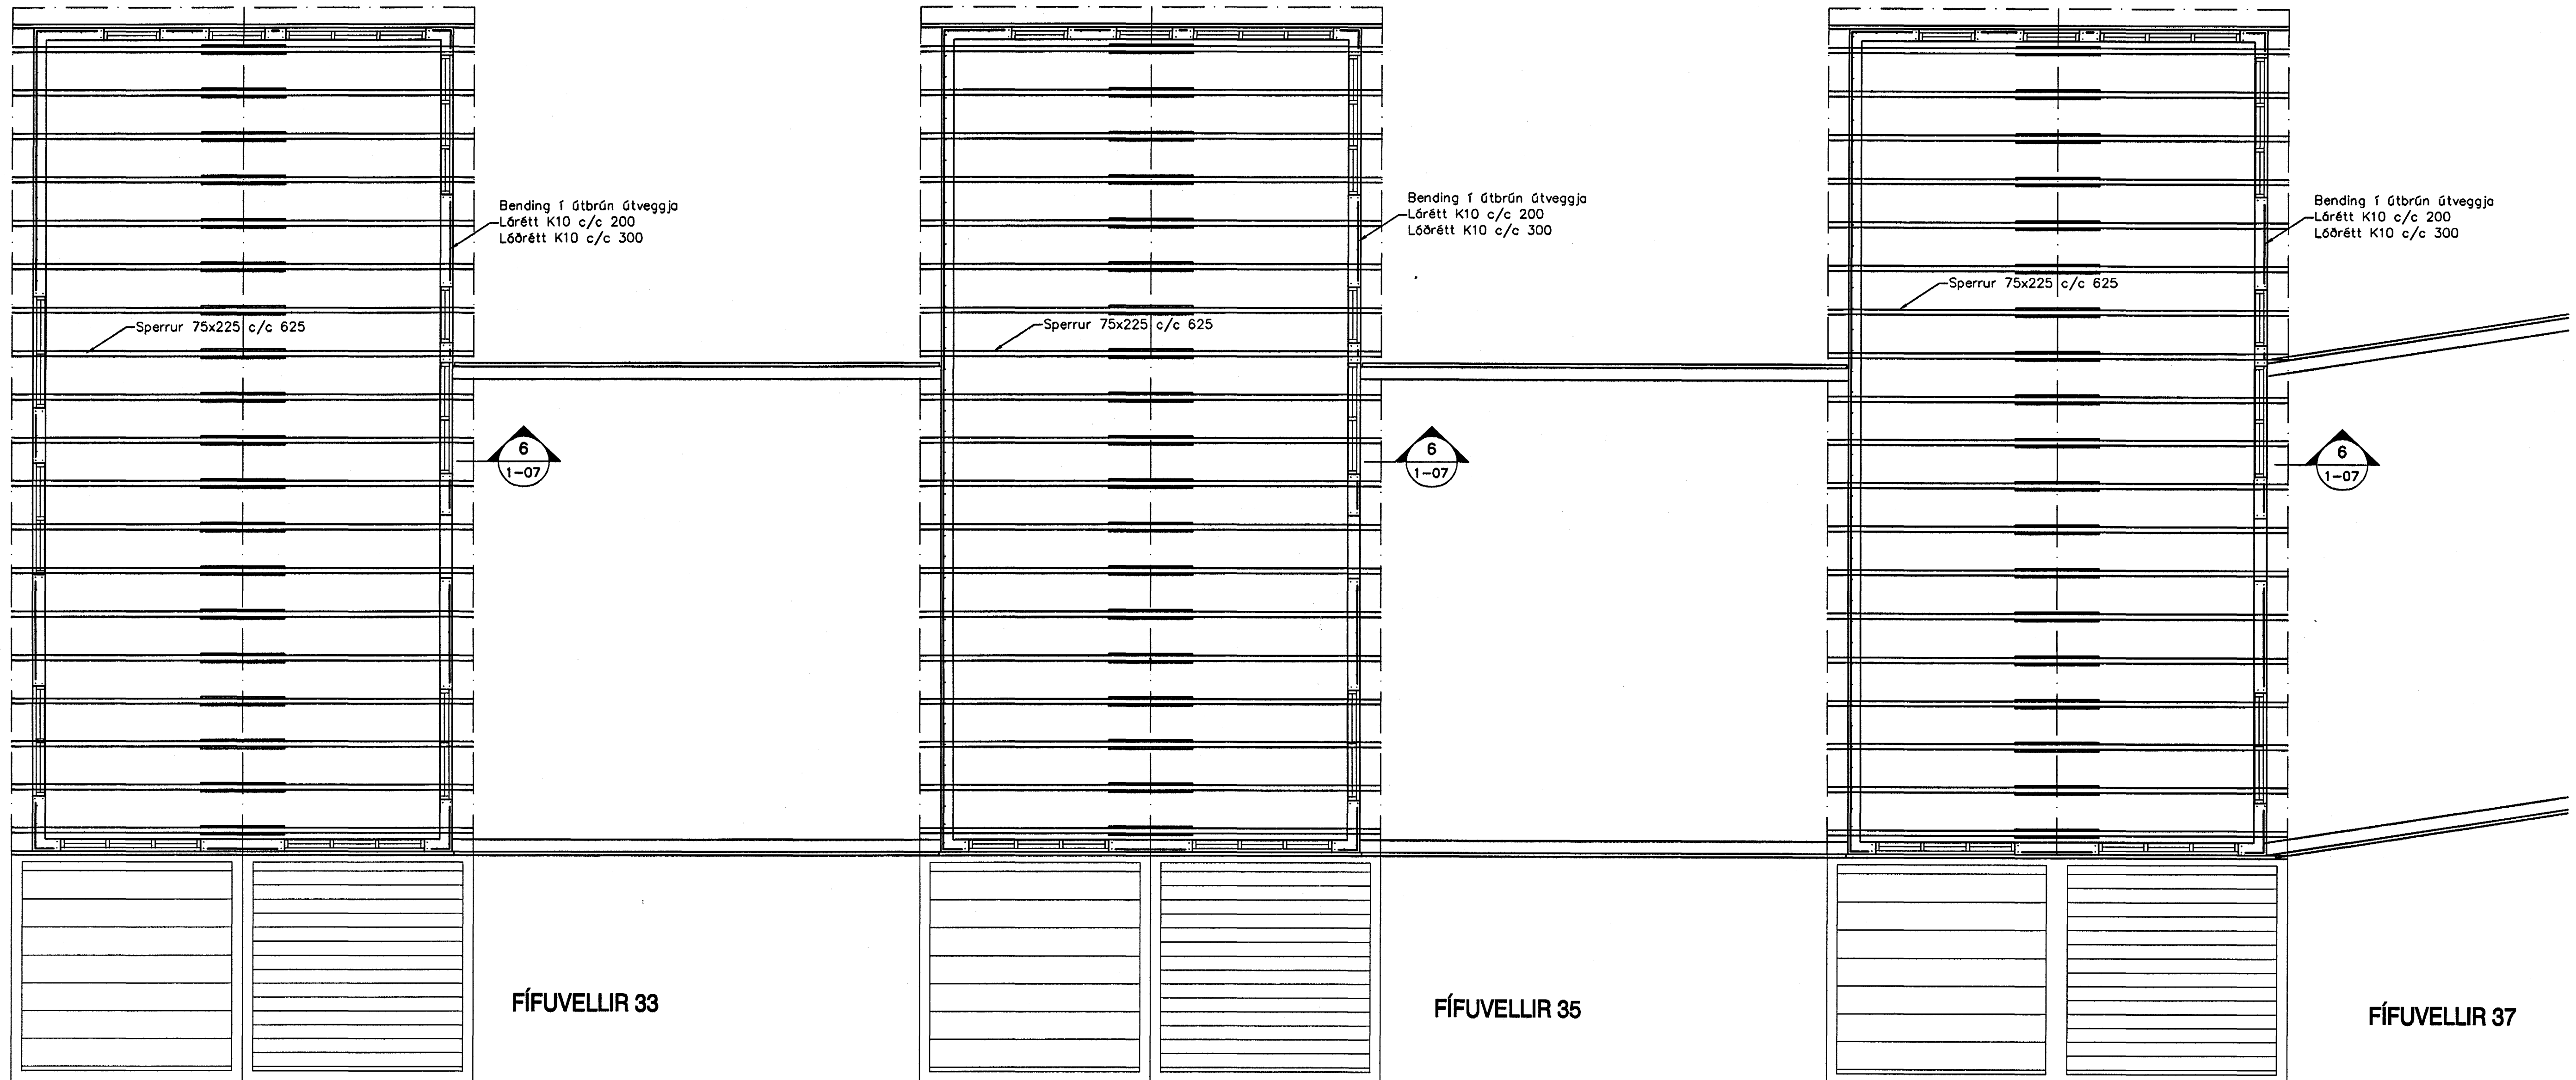 Bending í útbrún útveggja
Lárétt K10 c/c 200
Lóðrétt K10 c/c 300
Sperrur 75x225 c/c 625
6
1-07
FÍFUVELLIR 33
Bending í útbrún útveggja
Lárétt K10 c/c 200
Lóðrétt K10 c/c 300
Sperrur 75x225 c/c 625
6
1-07
FÍFUVELLIR 35
Bending í útbrún útveggja
Lárétt K10 c/c 200
Lóðrétt K10 c/c 300
Sperrur 75x225 c/c 625
6
1-07
FÍFUVELLIR 37